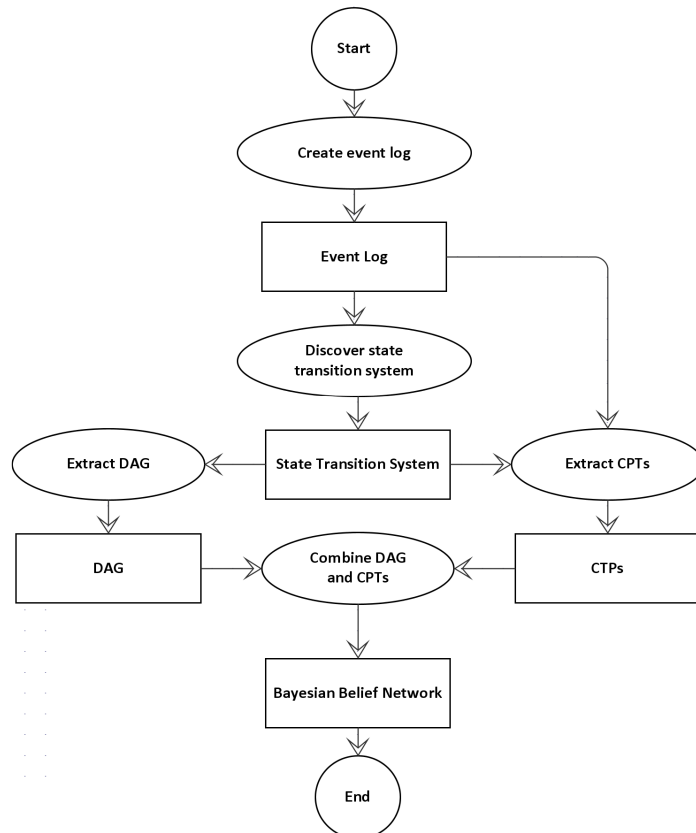 Start
Create event log
Event Log
Discover state
transition system
Extract DAG
State Transition System
Extract CPTs
DAG
Combine DAG
and CPTs
CTPs
Bayesian Belief Network
End